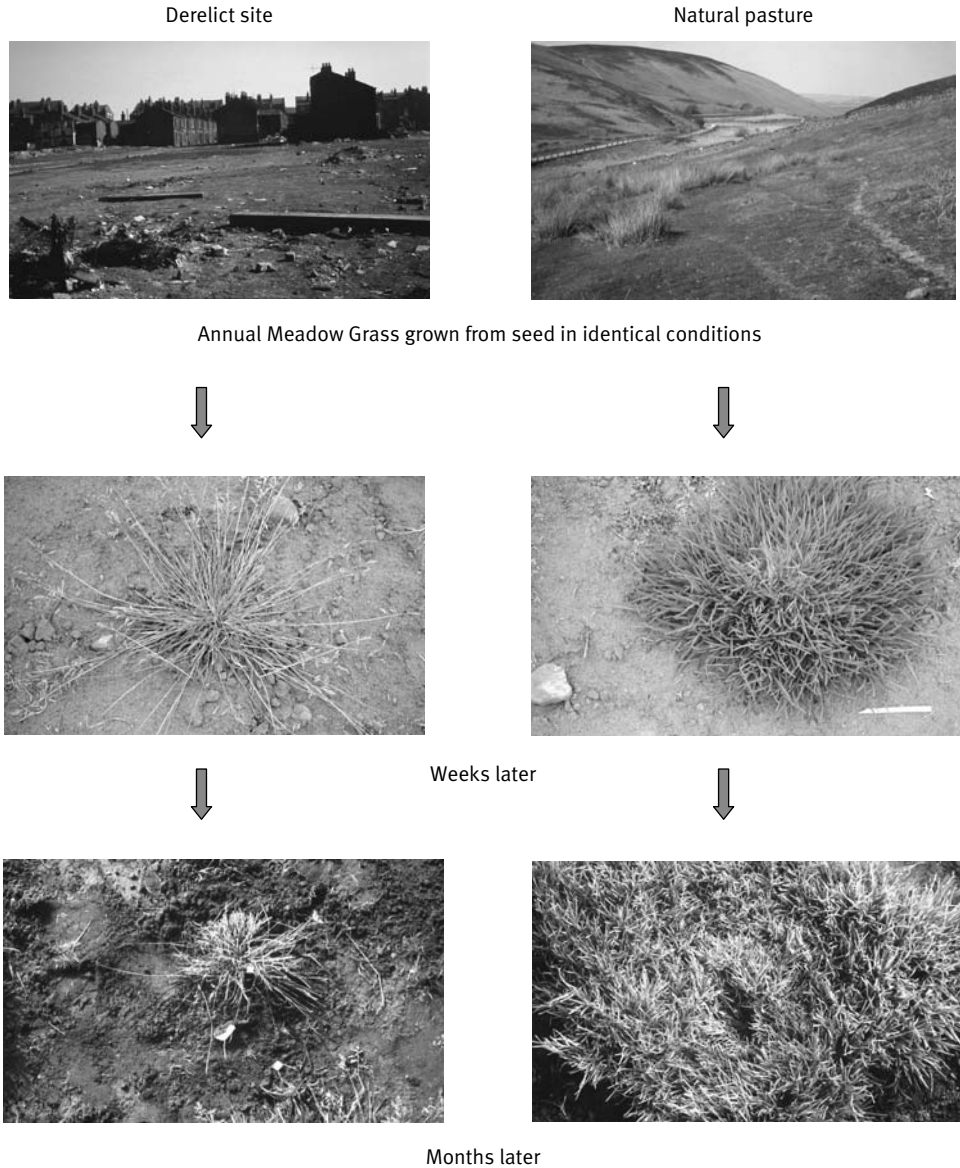 Derelict site
Natural pasture
Annual Meadow Grass grown from seed in identical conditions
Weeks later
Months later